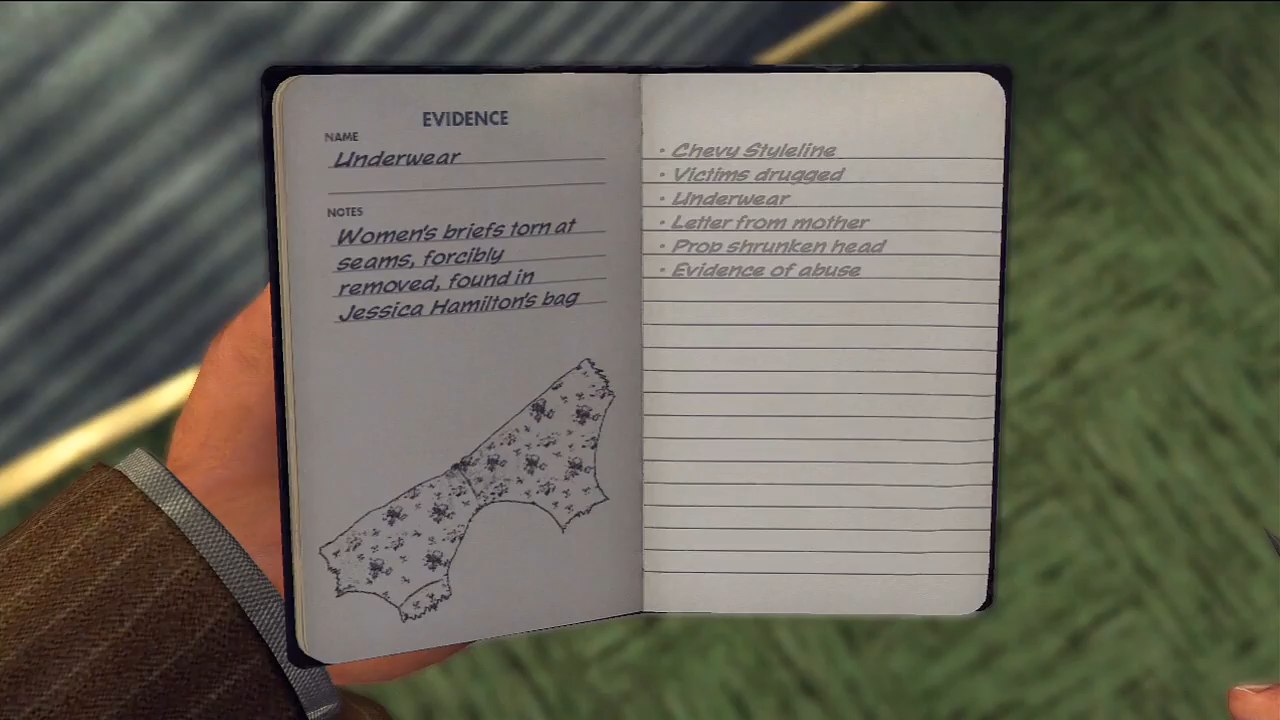 EVIDENCE
NAME
Underwear
NOTES
Women's briefs torn at
seams, forcibly
removed, found in
Jessica Hamilton's bag
· Chevy Styleline
· Victims drugged
· Underwear
· Letter from mother
· Prop shrunken head
· Evidence of abuse